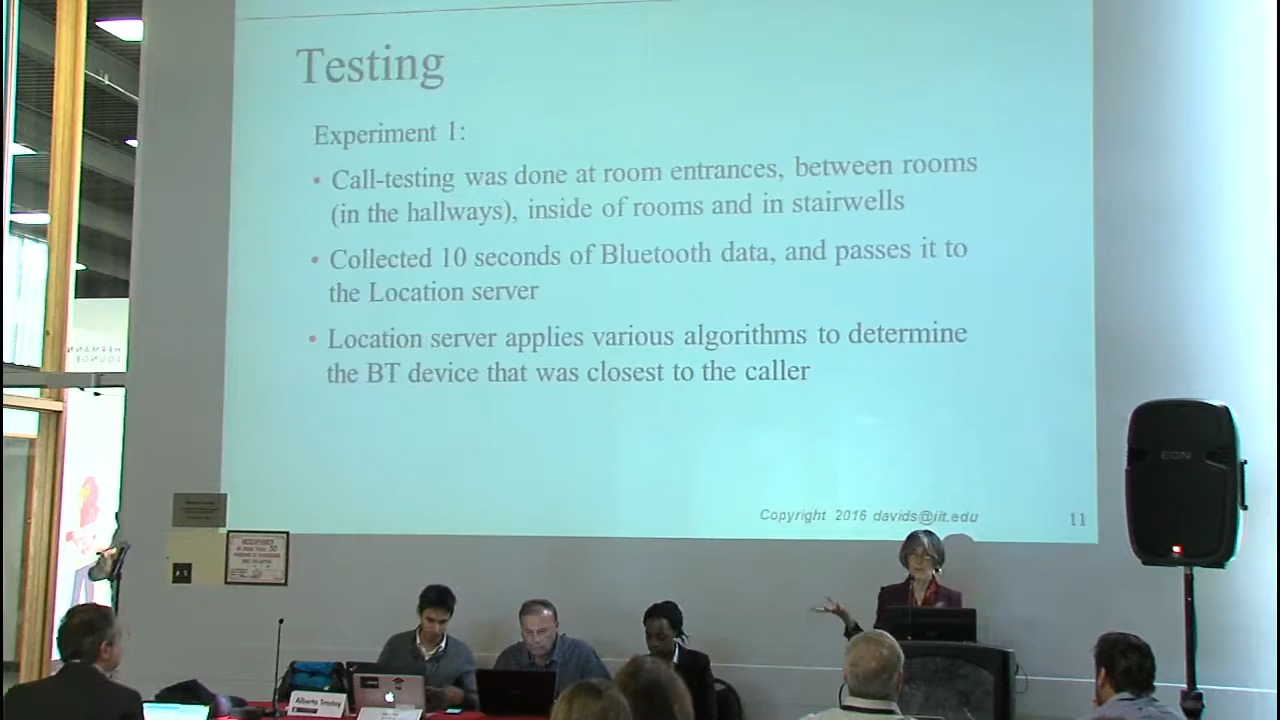 Testing
Experiment 1:
• Call-testing was done at room entrances, between rooms
(in the hallways), inside of rooms and in stairwells
• Collected 10 seconds of Bluetooth data, and passes it to
the Location server
• Location server applies various algorithms to determine
the BT device that was closest to the caller
Copyright 2016 davids@iit.edu
11
HERMANN
LOUNGE